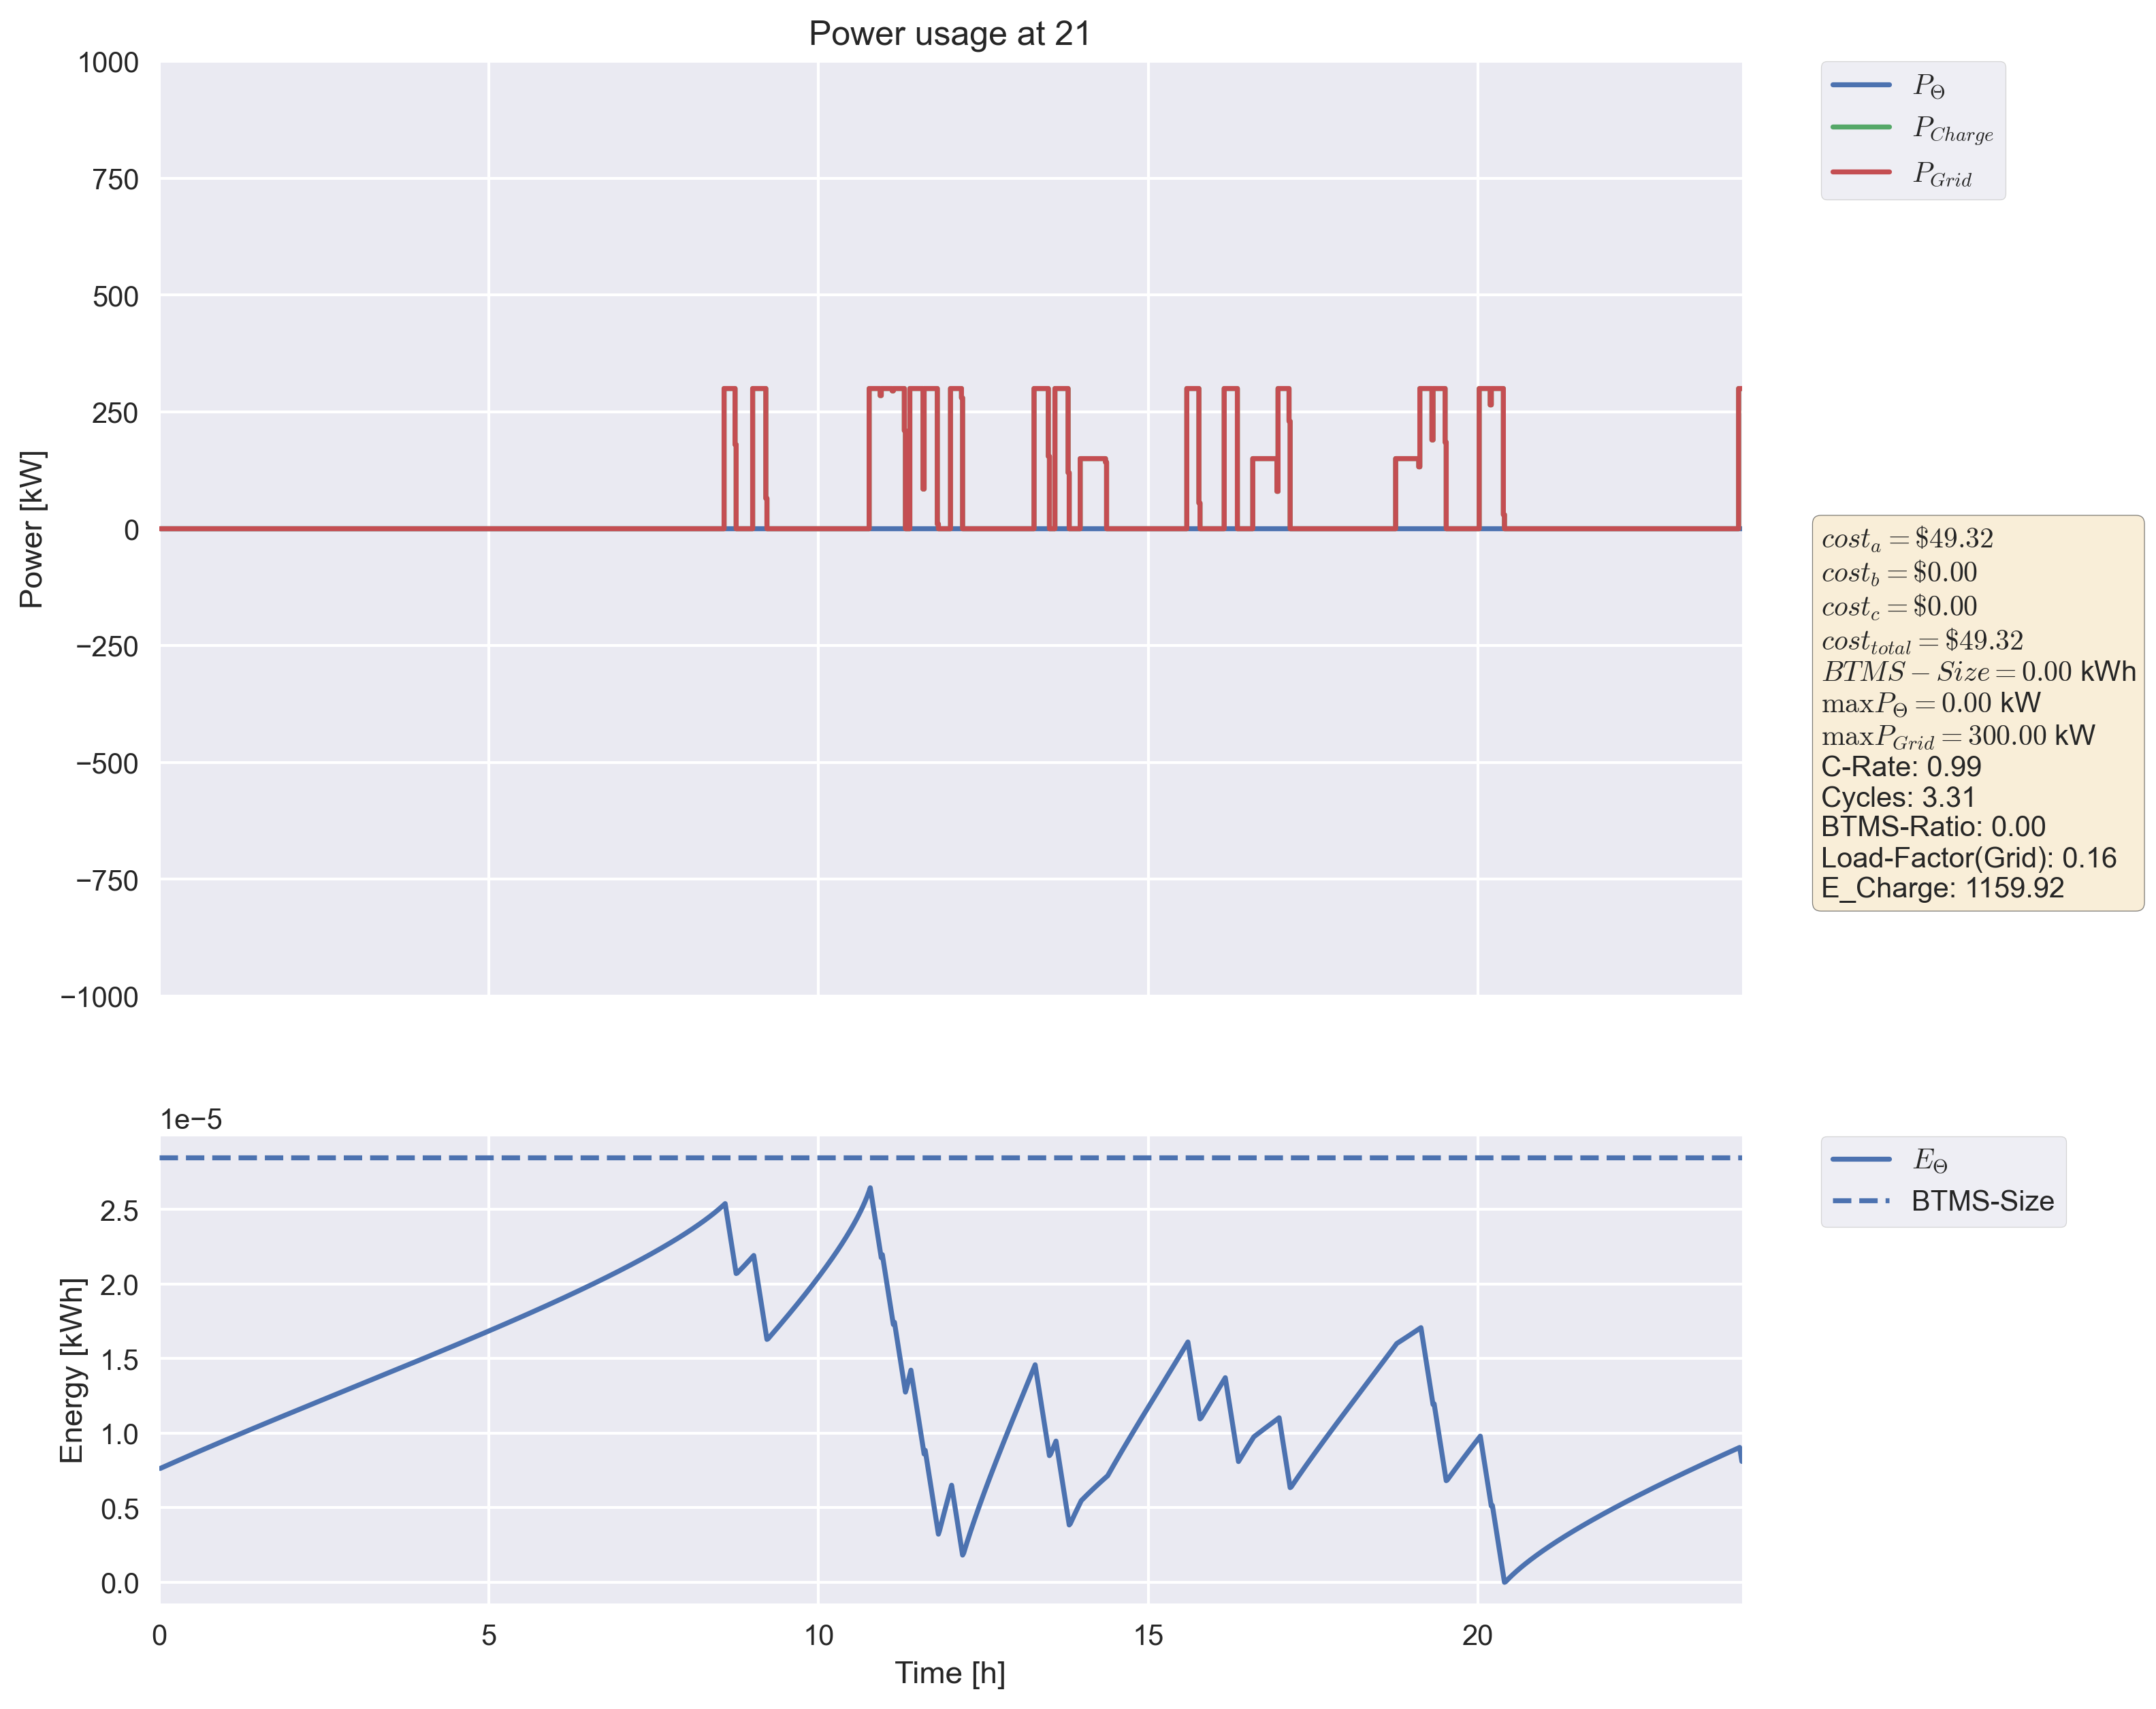 Power usage at 21
1000
750
500
250
0
−250
−500
−750
−1000
Power [kW]
P_Θ
P_Charge
P_Grid
cost_a = $49.32
cost_b = $0.00
cost_c = $0.00
cost_total = $49.32
BTMS − Size = 0.00 kWh
maxP_Θ = 0.00 kW
maxP_Grid = 300.00 kW
C-Rate: 0.99
Cycles: 3.31
BTMS-Ratio: 0.00
Load-Factor(Grid): 0.16
E_Charge: 1159.92
1e−5
2.5
2.0
1.5
1.0
0.5
0.0
Energy [kWh]
E_Θ
BTMS-Size
0 5 10 15 20
Time [h]